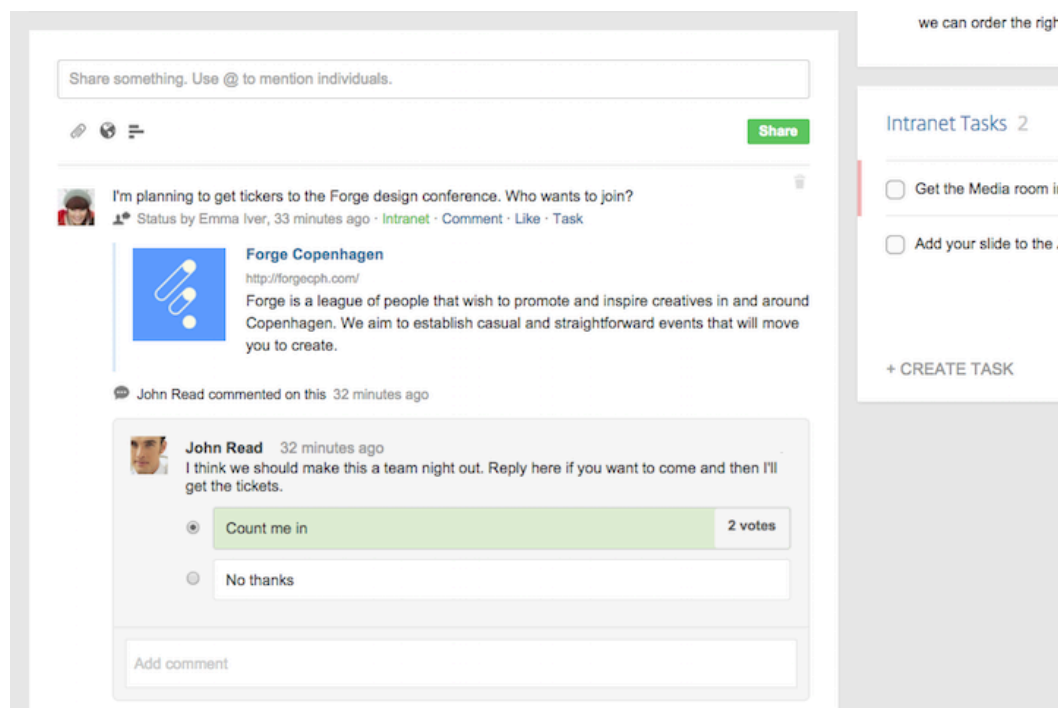 Share something. Use @ to mention individuals.
Share
I'm planning to get tickers to the Forge design conference. Who wants to join?
Status by Emma Iver, 33 minutes ago · Intranet · Comment · Like · Task
Forge Copenhagen
http://forgecph.com/
Forge is a league of people that wish to promote and inspire creatives in and around
Copenhagen. We aim to establish casual and straightforward events that will move
you to create.
John Read commented on this 32 minutes ago
John Read 32 minutes ago
I think we should make this a team night out. Reply here if you want to come and then I'll
get the tickets.
Count me in 2 votes
No thanks
Add comment
we can order the
Intranet Tasks 2
Get the Media room
Add your slide to the
+ CREATE TASK